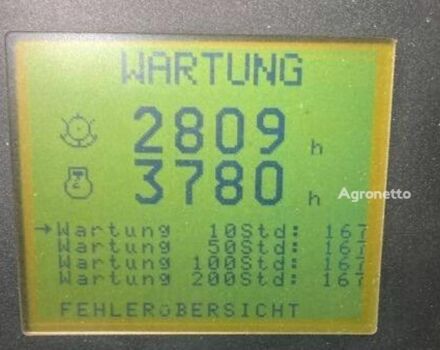 WARTUNG
2809 h
3780 h
Agronetto
→Wartung 10Std: 167
Wartung 50Std: 167
Wartung 100Std: 167
Wartung 200Std: 167
FEHLERÜBERSICHT